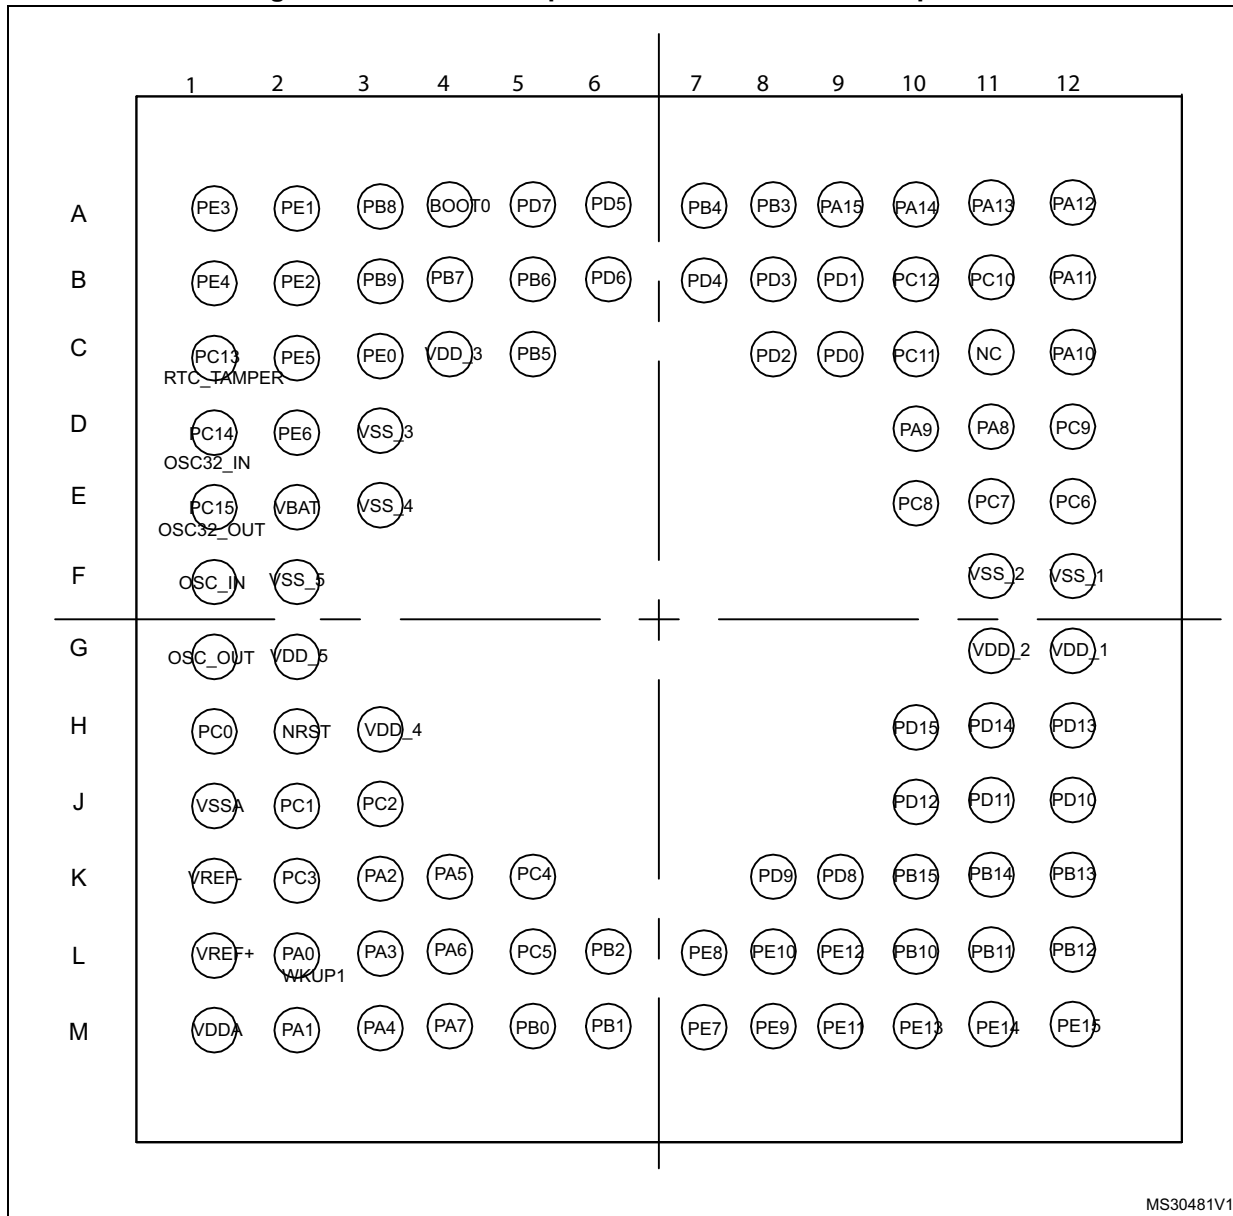 1 2 3 4 5 6 7 8 9 10 11 12
A PE3 PE1 PB8 BOOT0 PD7 PD5 PB4 PB3 PA15 PA14 PA13 PA12
B PE4 PE2 PB9 PB7 PB6 PD6 PD4 PD3 PD1 PC12 PC10 PA11
C PC13 PE5 PE0 VDD_3 PB5 PD2 PD0 PC11 NC PA10
RTC_TAMPER
D PC14 PE6 VSS_3 PA9 PA8 PC9
OSC32_IN
E PC15 VBAT VSS_4 PC8 PC7 PC6
OSC32_OUT
F OSC_IN VSS_5 VSS_2 VSS_1
G OSC_OUT VDD_5 VDD_2 VDD_1
H PC0 NRST VDD_4 PD15 PD14 PD13
J VSSA PC1 PC2 PD12 PD11 PD10
K VREF- PC3 PA2 PA5 PC4 PD9 PD8 PB15 PB14 PB13
L VREF+ PA0 PA3 PA6 PC5 PB2 PE8 PE10 PE12 PB10 PB11 PB12
WKUP1
M VDDA PA1 PA4 PA7 PB0 PB1 PE7 PE9 PE11 PE13 PE14 PE15
MS30481V1